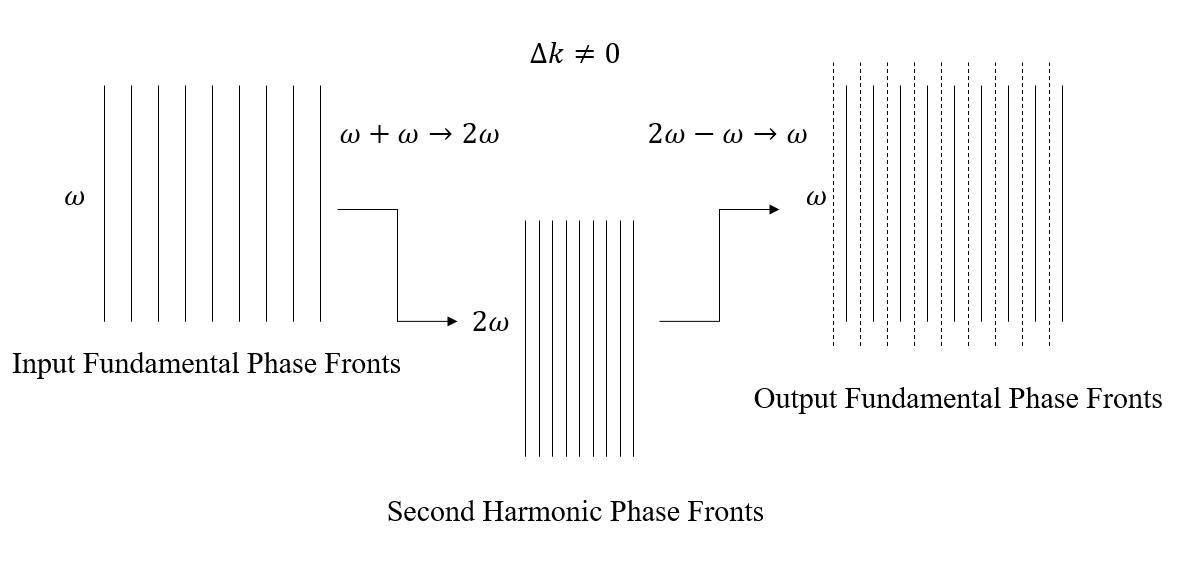 Δk ≠ 0
ω + ω → 2ω
2ω − ω → ω
ω
ω
2ω
Input Fundamental Phase Fronts
Output Fundamental Phase Fronts
Second Harmonic Phase Fronts